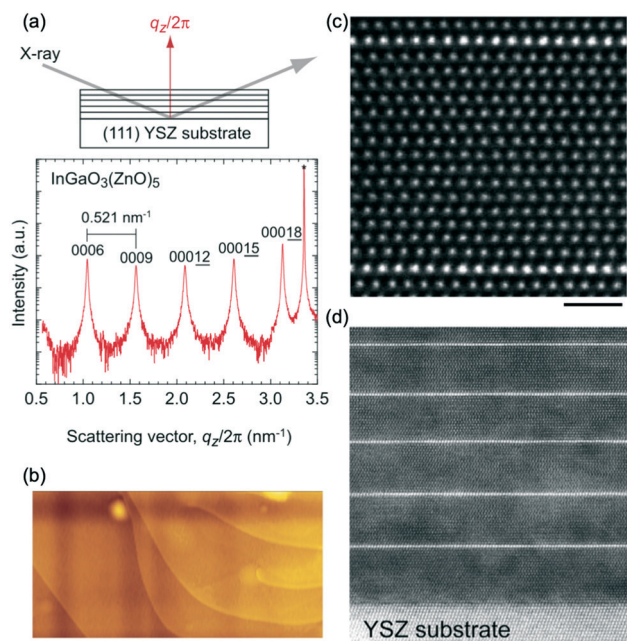 (a)
q_z/2π
X-ray
(111) YSZ substrate
InGaO₃(ZnO)₅
0.521 nm⁻¹
0006
0009
00012
00015
00018
*
Intensity (a.u.)
0.5 1.0 1.5 2.0 2.5 3.0 3.5
Scattering vector, q_z/2π (nm⁻¹)
(b)
(c)
(d)
YSZ substrate